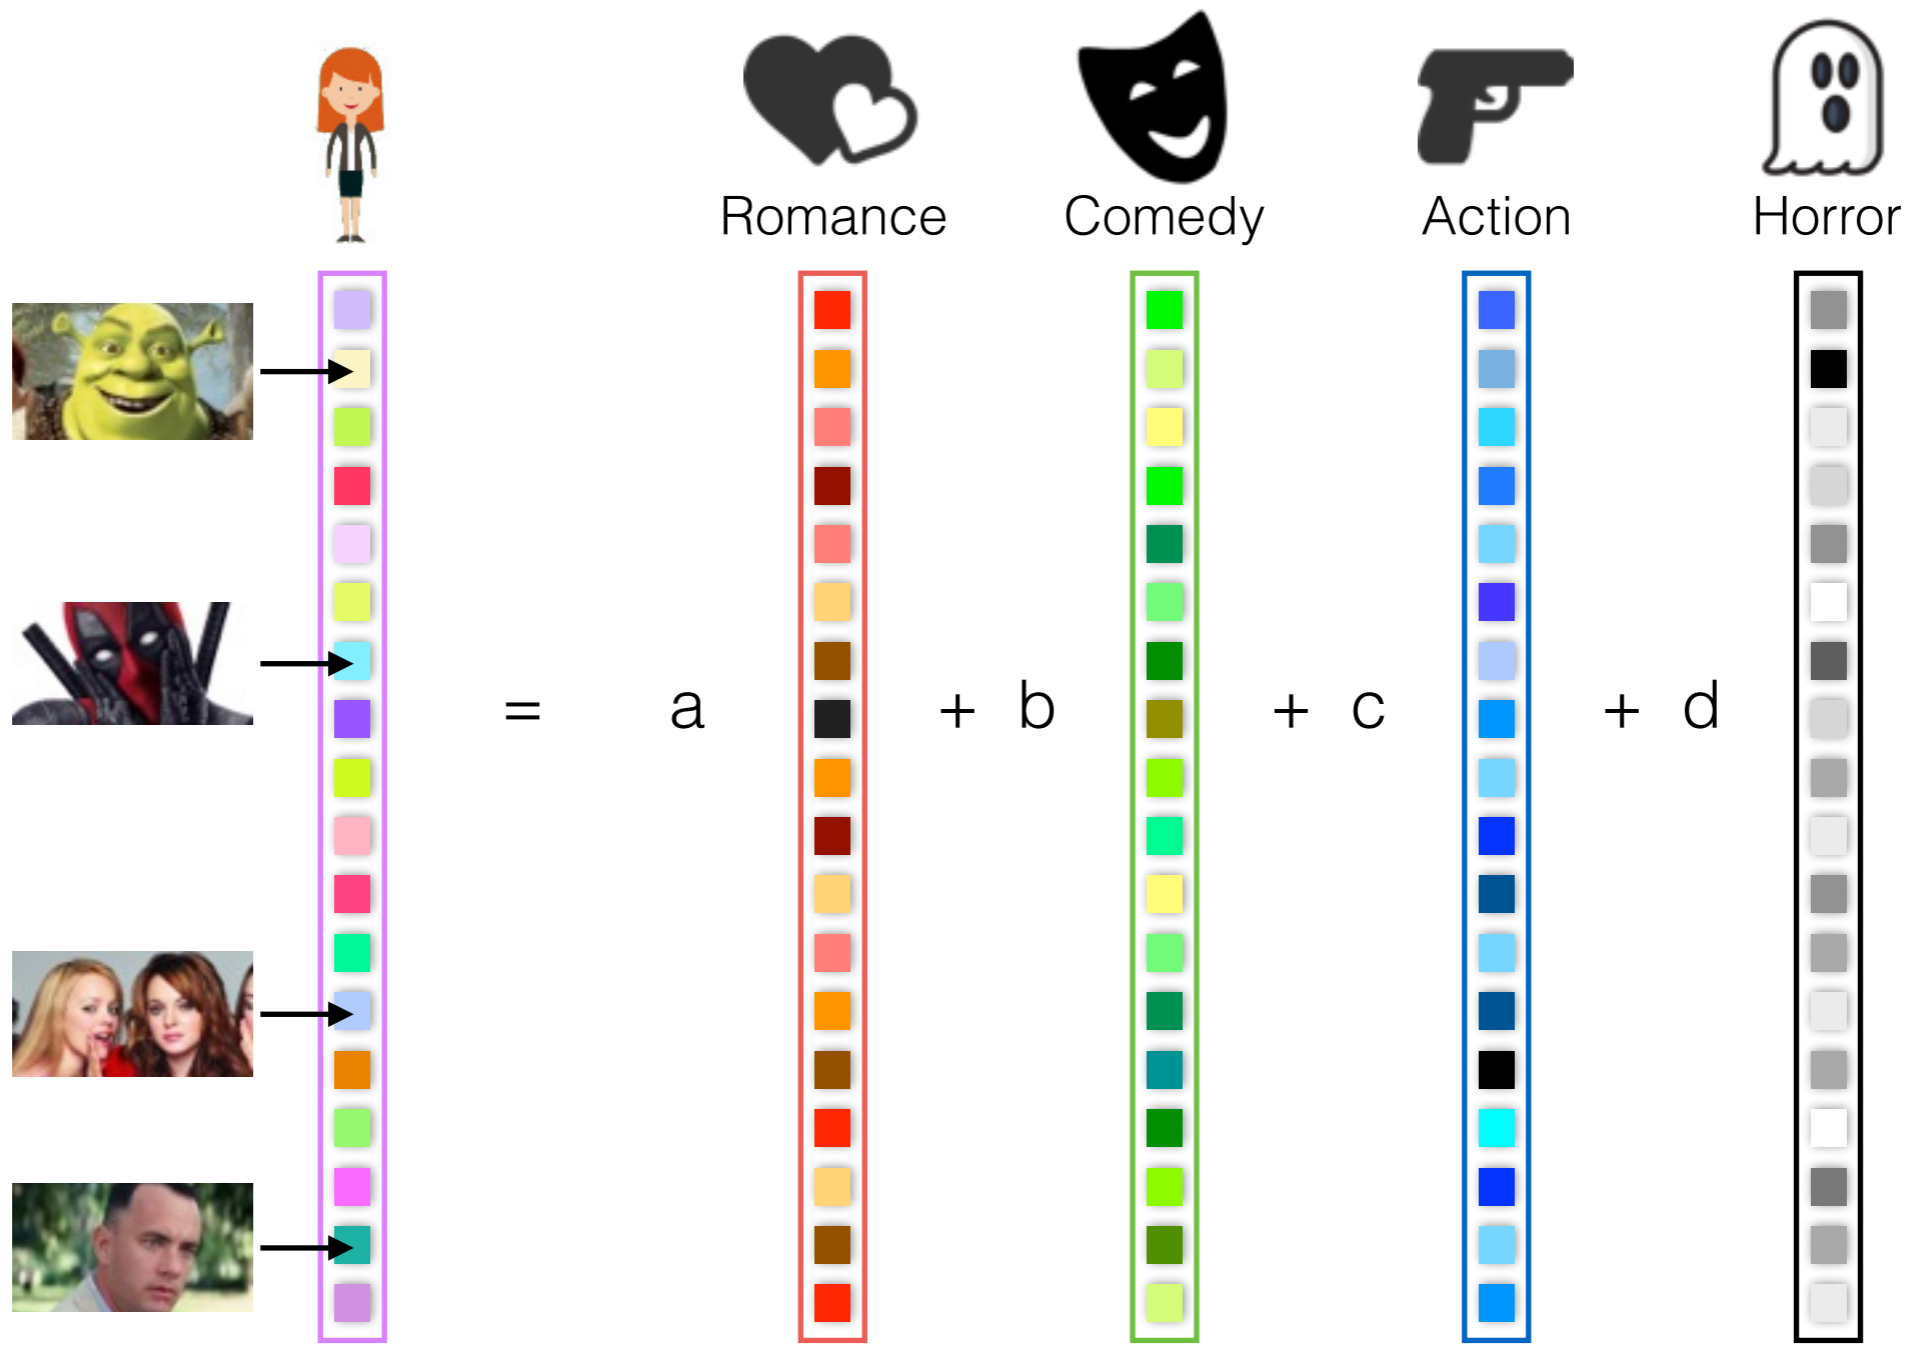 Romance Comedy Action Horror
= a + b + c + d